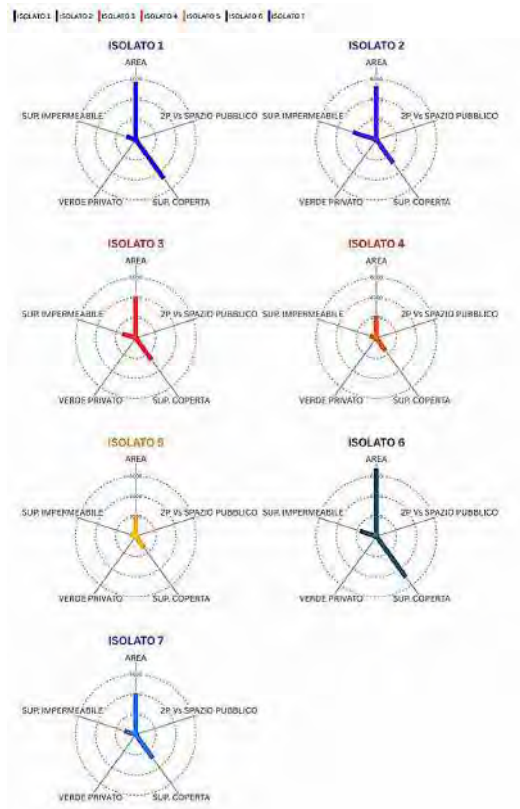 ISOLATO 1 ISOLATO 2 ISOLATO 3 ISOLATO 4 ISOLATO 5 ISOLATO 6 ISOLATO 7
ISOLATO 1
AREA
SUP. IMPERMEABILE
2P Vs SPAZIO PUBBLICO
VERDE PRIVATO
SUP. COPERTA
ISOLATO 2
AREA
SUP. IMPERMEABILE
2P Vs SPAZIO PUBBLICO
VERDE PRIVATO
SUP. COPERTA
ISOLATO 3
AREA
SUP. IMPERMEABILE
2P Vs SPAZIO PUBBLICO
VERDE PRIVATO
SUP. COPERTA
ISOLATO 4
AREA
SUP. IMPERMEABILE
2P Vs SPAZIO PUBBLICO
VERDE PRIVATO
SUP. COPERTA
ISOLATO 5
AREA
SUP. IMPERMEABILE
2P Vs SPAZIO PUBBLICO
VERDE PRIVATO
SUP. COPERTA
ISOLATO 6
AREA
SUP. IMPERMEABILE
2P Vs SPAZIO PUBBLICO
VERDE PRIVATO
SUP. COPERTA
ISOLATO 7
AREA
SUP. IMPERMEABILE
2P Vs SPAZIO PUBBLICO
VERDE PRIVATO
SUP. COPERTA